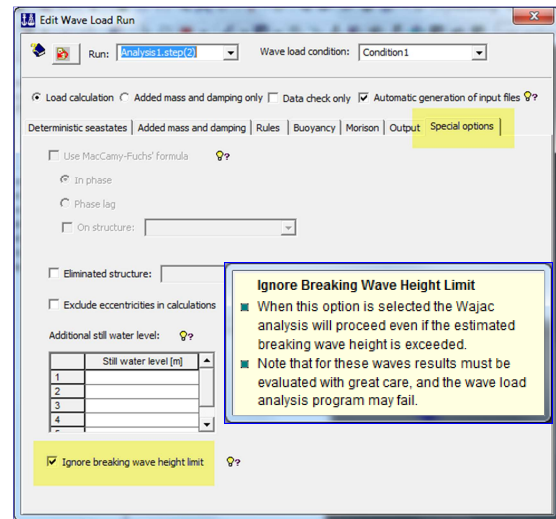 Edit Wave Load Run
Run: Analysis1.step(2) Wave load condition: Condition1
Load calculation Added mass and damping only Data check only Automatic generation of input files ?
Deterministic seastates Added mass and damping Rules Buoyancy Morison Output Special options
Use MacCamy-Fuchs' formula ?
In phase
Phase lag
On structure:
Eliminated structure:
Exclude eccentricities in calculations
Additional still water level: ?
Still water level [m]
1
2
3
4
Ignore breaking wave height limit ?
Ignore Breaking Wave Height Limit
When this option is selected the Wajac
analysis will proceed even if the estimated
breaking wave height is exceeded.
Note that for these waves results must be
evaluated with great care, and the wave load
analysis program may fail.